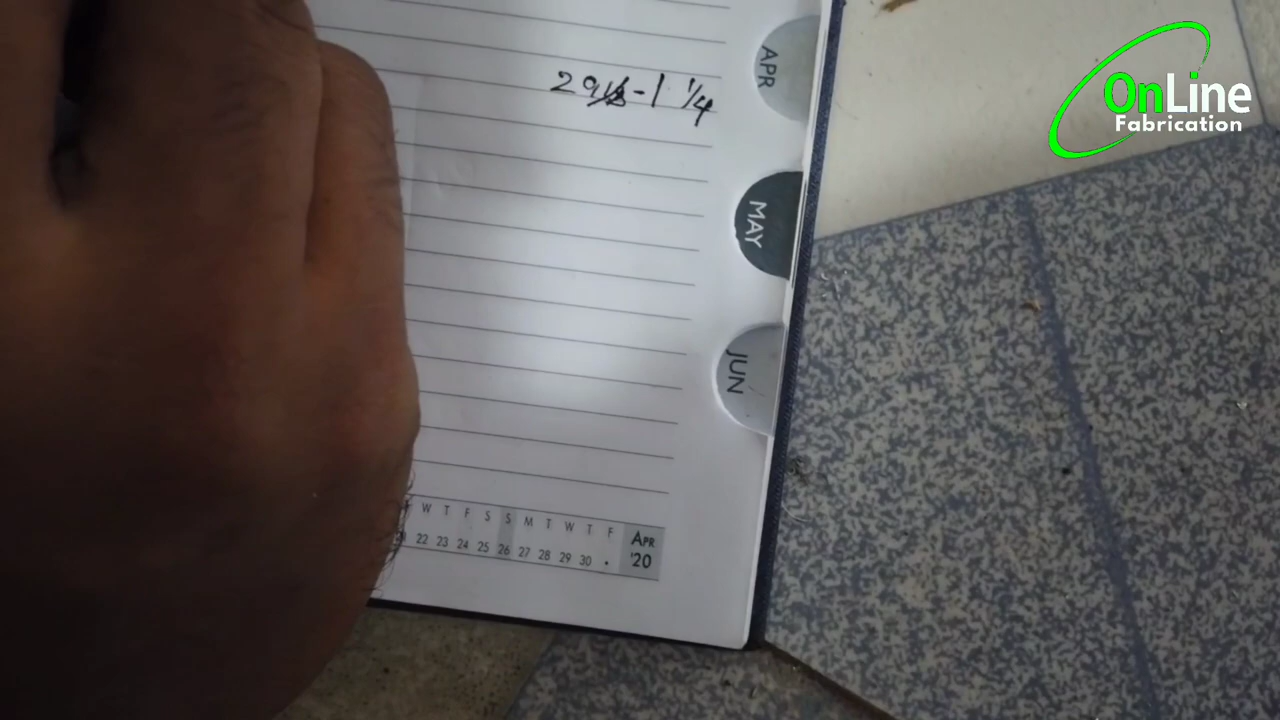 OnLine
Fabrication
APR
29 - 1 1/4
MAY
JUN
W T F S S M T W T F APR
22 23 24 25 26 27 28 29 30 . '20